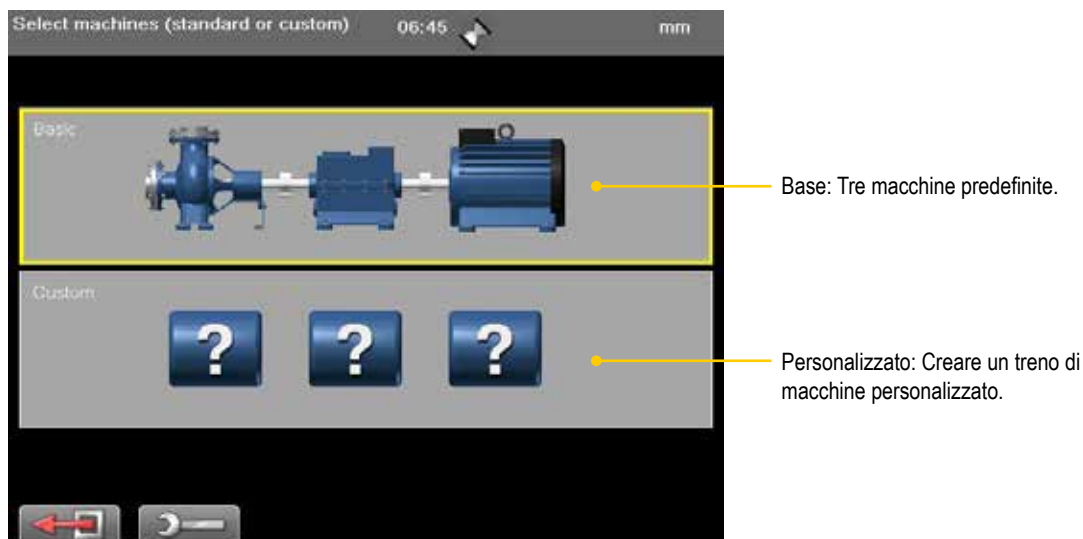 Select machines (standard or custom) 06:45 mm
Basic
Base: Tre macchine predefinite.
Custom
? ? ?
Personalizzato: Creare un treno di
macchine personalizzato.